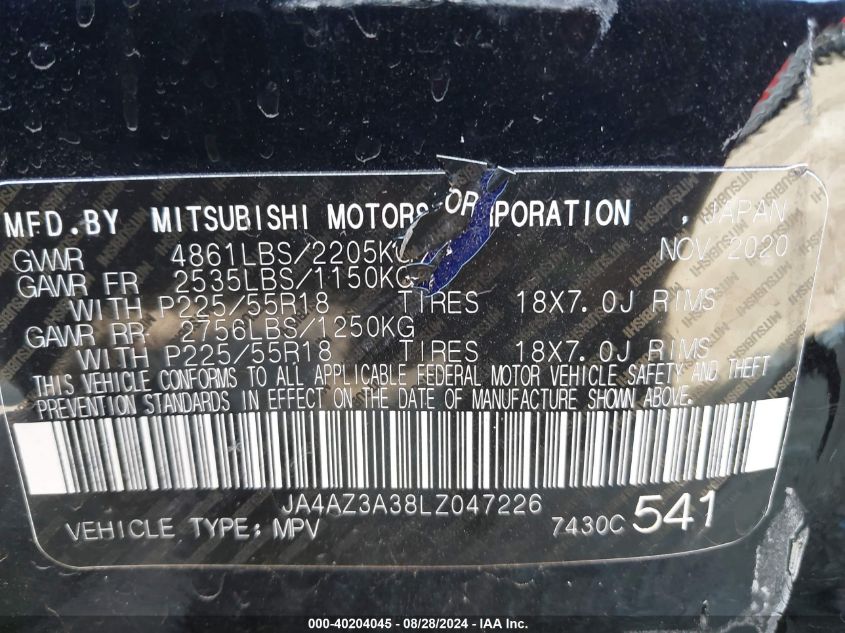 MFD.BY MITSUBISHI MOTORS CORPORATION , JAPAN
GVWR 4861LBS/2205KG NOV 2020
GAWR FR 2535LBS/1150KG
WITH P225/55R18 TIRES 18X7.0J RIMS
GAWR RR. 2756LBS/1250KG
WITH P225/55R18 TIRES 18X7.0J RIMS
THIS VEHICLE CONFORMS TO ALL APPLICABLE FEDERAL MOTOR VEHICLE SAFETY AND THEFT
PREVENTION STANDARDS IN EFFECT ON THE DATE OF MANUFACTURE SHOWN ABOVE.
JA4AZ3A38LZ047226
VEHICLE TYPE: MPV 7430C 541
000-40204045 - 08/28/2024 - IAA Inc.